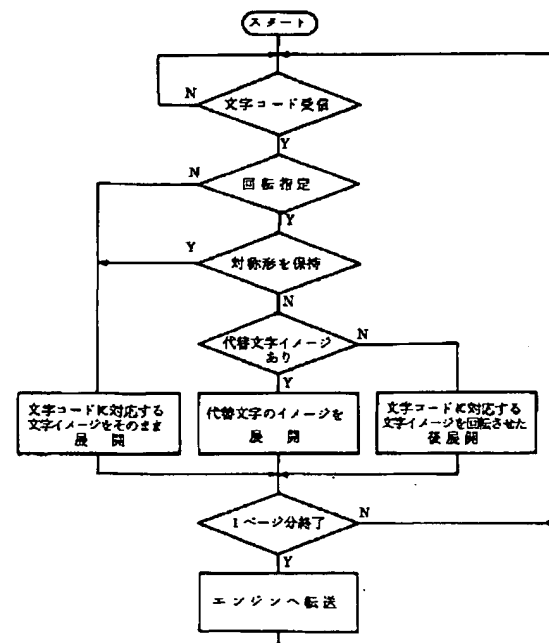 スタート
N
文字コード受信
Y
N
回転指定
Y
Y
対称形を保持
N
代替文字イメージ
あり
N
Y
文字コードに対応する
文字イメージをそのまま
展開
代替文字のイメージを
展開
文字コードに対応する
文字イメージを回転させた
後展開
1ページ分終了
N
Y
エンジンへ転送